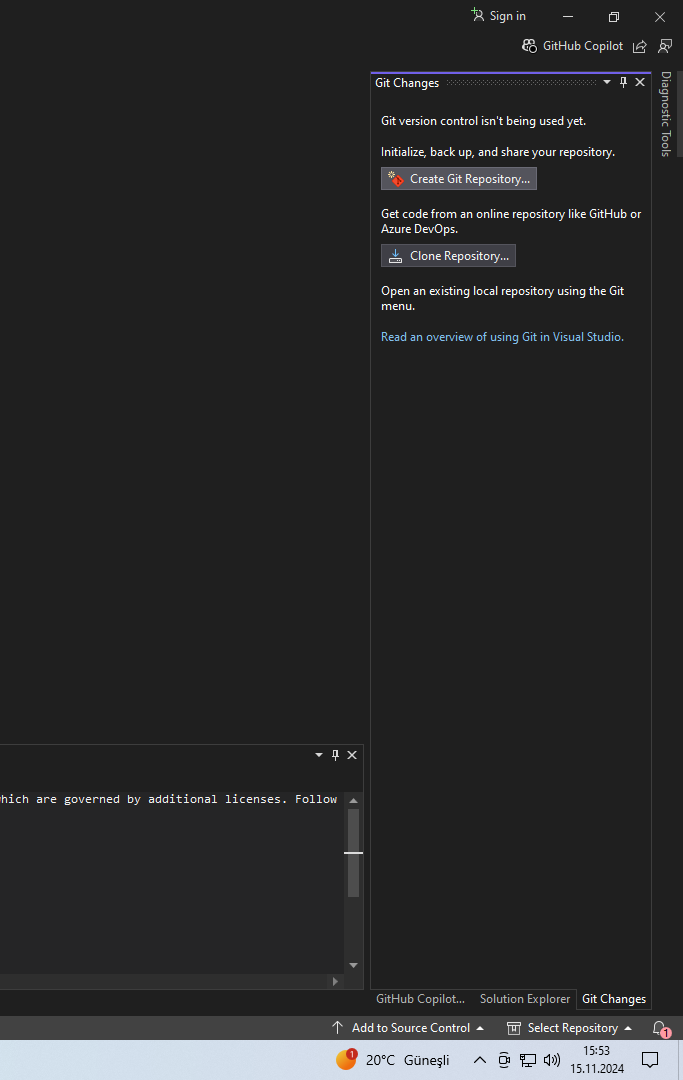 Sign in
GitHub Copilot
Git Changes
Diagnostic Tools
Git version control isn't being used yet.
Initialize, back up, and share your repository.
Create Git Repository...
Get code from an online repository like GitHub or
Azure DevOps.
Clone Repository...
Open an existing local repository using the Git
menu.
Read an overview of using Git in Visual Studio.
which are governed by additional licenses. Follow
GitHub Copilot... Solution Explorer Git Changes
Add to Source Control Select Repository 1
1 20°C Güneşli 15:53
15.11.2024